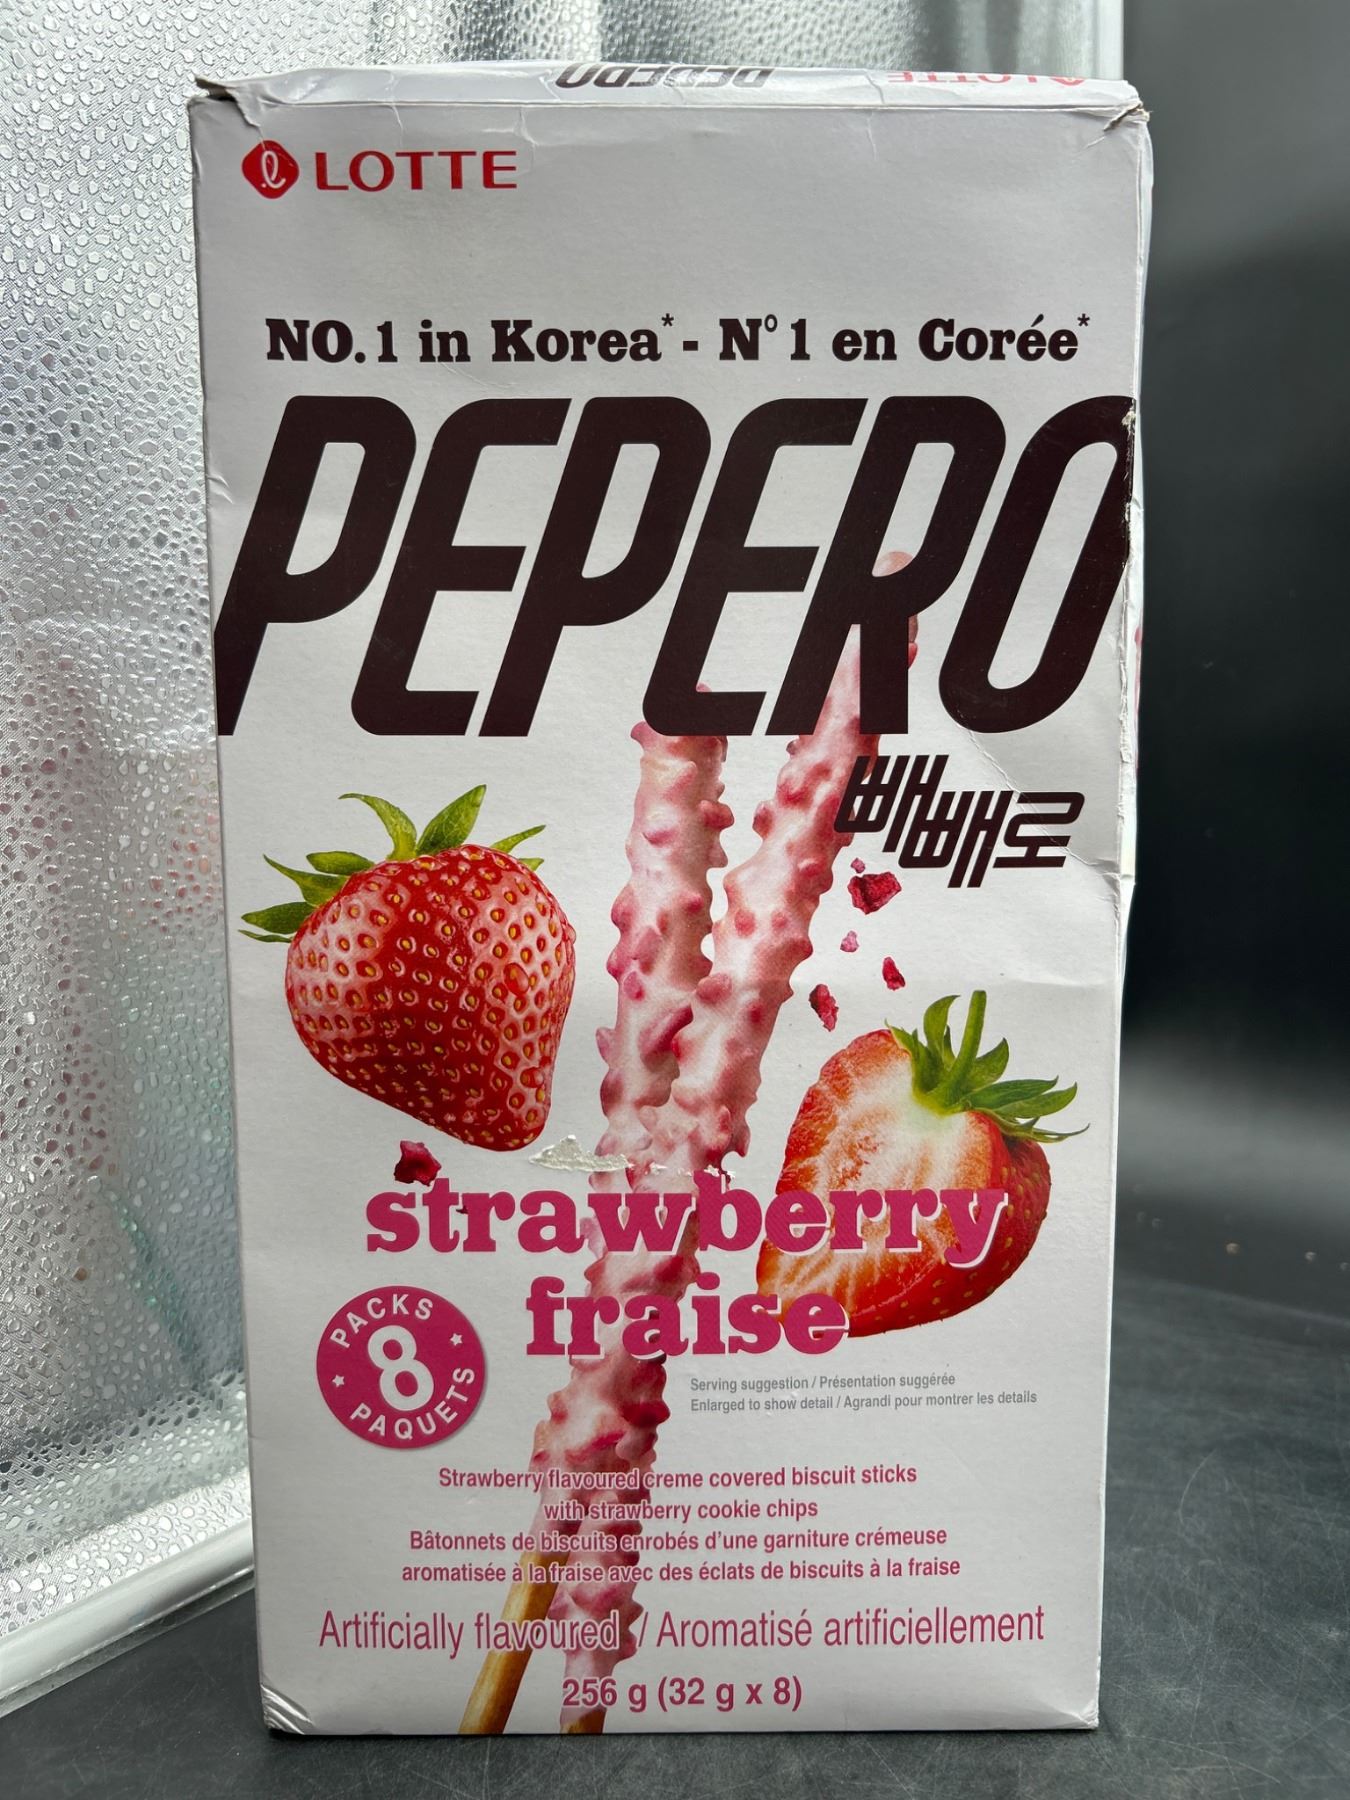 PEPERO LOTTE
LOTTE
NO.1 in Korea* - N° 1 en Corée*
PEPERO
빼빼로
strawberry
fraise
PACKS
8
PAQUETS
Serving suggestion / Présentation suggérée
Enlarged to show detail / Agrandi pour montrer les details
Strawberry flavoured creme covered biscuit sticks
with strawberry cookie chips
Bâtonnets de biscuits enrobés d'une garniture crémeuse
aromatisée à la fraise avec des éclats de biscuits à la fraise
Artificially flavoured / Aromatisé artificiellement
256 g (32 g x 8)